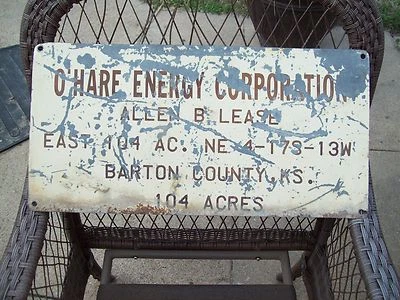 O'HARE ENERGY CORPORATION
ALLEN B LEASE
EAST 104 AC. NE 4-17S-13W
BARTON COUNTY, KS.
104 ACRES